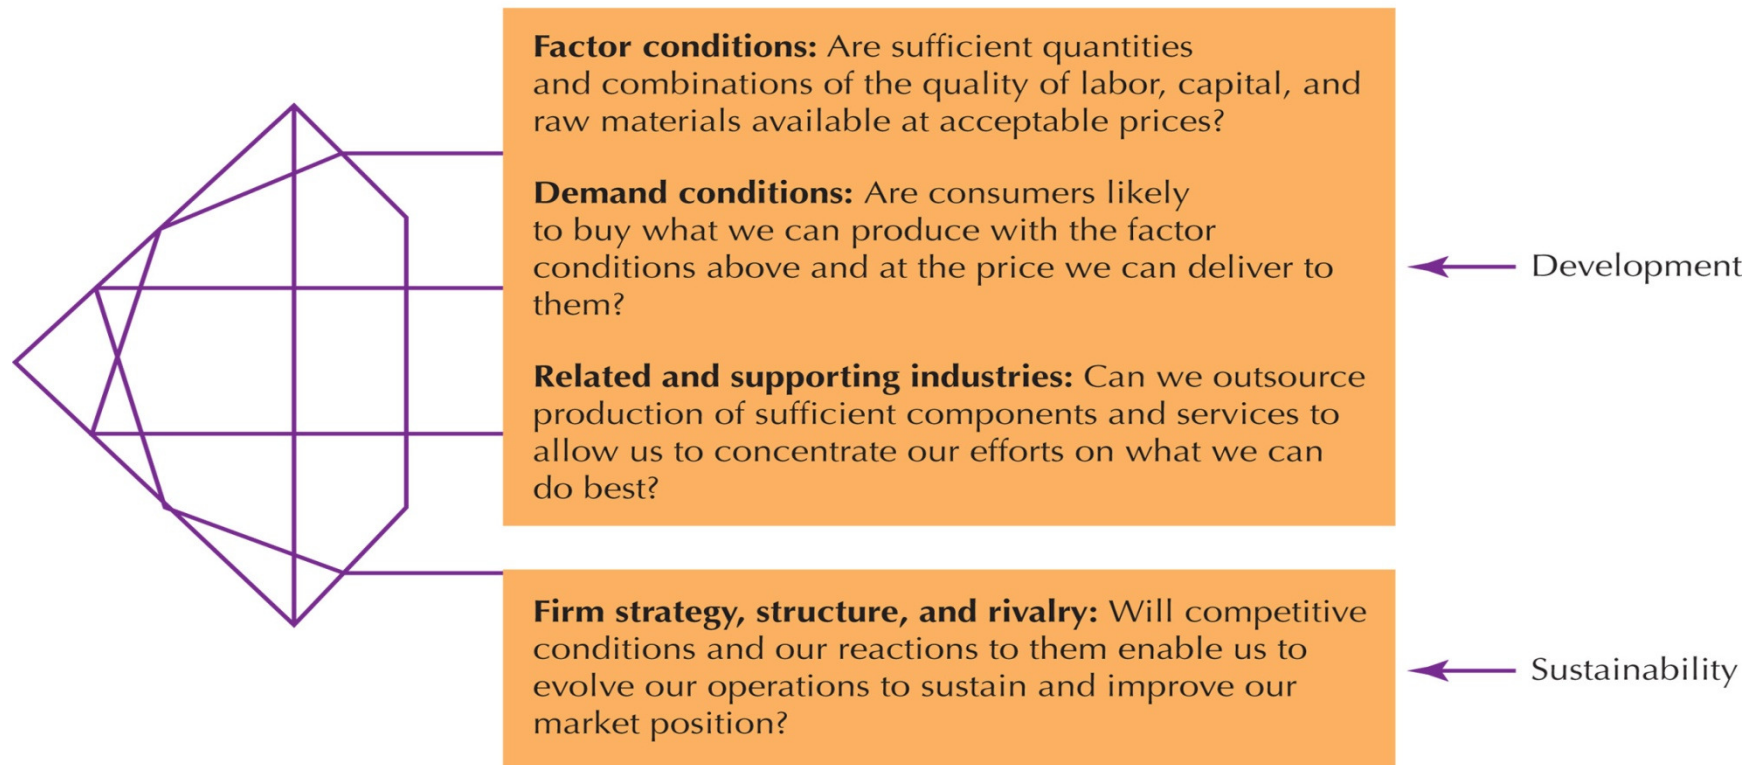 Factor conditions: Are sufficient quantities
and combinations of the quality of labor, capital, and
raw materials available at acceptable prices?
Demand conditions: Are consumers likely
to buy what we can produce with the factor
conditions above and at the price we can deliver to
them?
Related and supporting industries: Can we outsource
production of sufficient components and services to
allow us to concentrate our efforts on what we can
do best?
Development
Firm strategy, structure, and rivalry: Will competitive
conditions and our reactions to them enable us to
evolve our operations to sustain and improve our
market position?
Sustainability